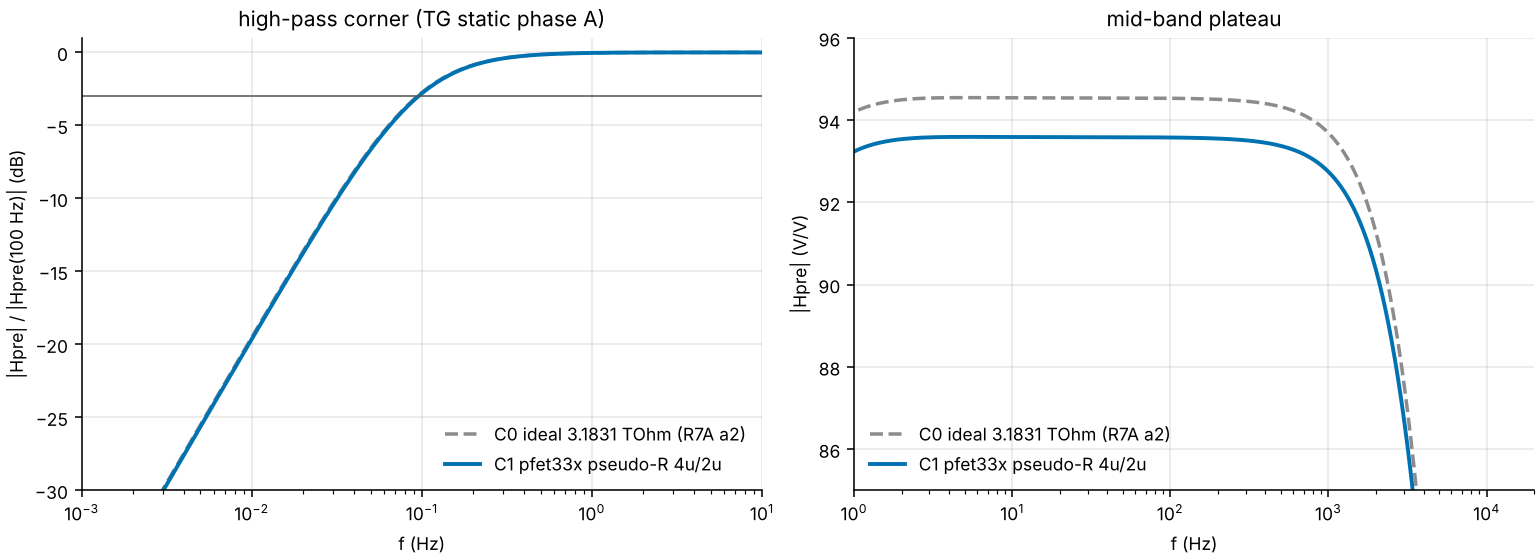 high-pass corner (TG static phase A)
|Hpre| / |Hpre(100 Hz)| (dB)
0
−5
−10
−15
−20
−25
−30
10⁻³
10⁻²
10⁻¹
10⁰
10¹
f (Hz)
C0 ideal 3.1831 TOhm (R7A a2)
C1 pfet33x pseudo-R 4u/2u
mid-band plateau
|Hpre| (V/V)
96
94
92
90
88
86
10⁰
10¹
10²
10³
10⁴
f (Hz)
C0 ideal 3.1831 TOhm (R7A a2)
C1 pfet33x pseudo-R 4u/2u